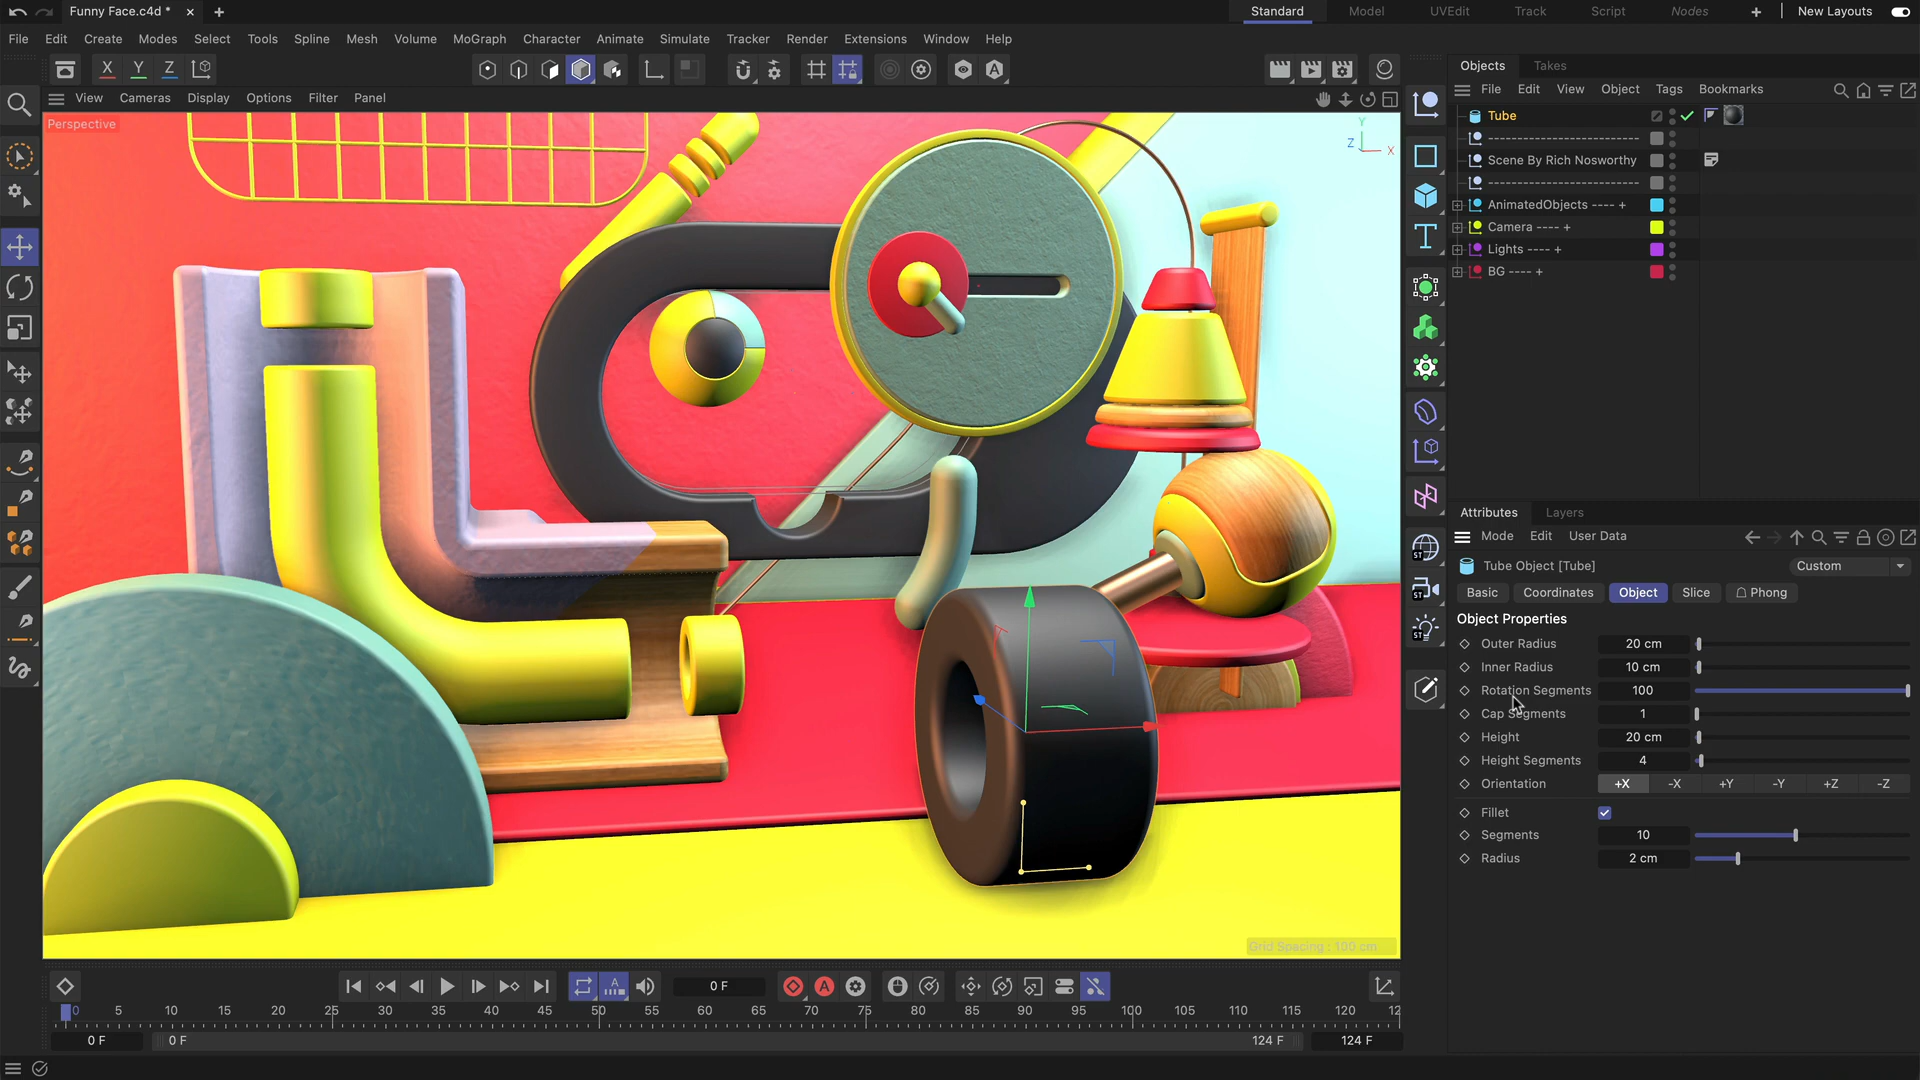 Funny Face.c4d *
Standard Model UVEdit Track Script Nodes New Layouts
File Edit Create Modes Select Tools Spline Mesh Volume MoGraph Character Animate Simulate Tracker Render Extensions Window Help
X Y Z
View Cameras Display Options Filter Panel
Perspective
Y
Z X
Grid Spacing : 100 cm
Objects Takes
File Edit View Object Tags Bookmarks
Tube
--------------------------
Scene By Rich Nosworthy
--------------------------
AnimatedObjects ---- +
Camera ---- +
Lights ---- +
BG ---- +
Attributes Layers
Mode Edit User Data
Tube Object [Tube] Custom
Basic Coordinates Object Slice Phong
Object Properties
Outer Radius 20 cm
Inner Radius 10 cm
Rotation Segments 100
Cap Segments 1
Height 20 cm
Height Segments 4
Orientation +X -X +Y -Y +Z -Z
Fillet
Segments 10
Radius 2 cm
0 F
0 5 10 15 20 25 30 35 40 45 50 55 60 65 70 75 80 85 90 95 100 105 110 115 120 12
0 F 0 F 124 F 124 F